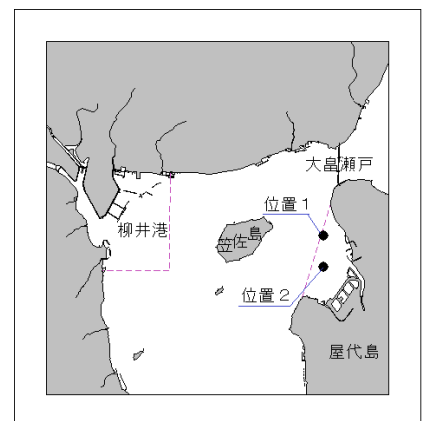 大畠瀬戸
位置１
笠佐島
柳井港
位置２
屋代島